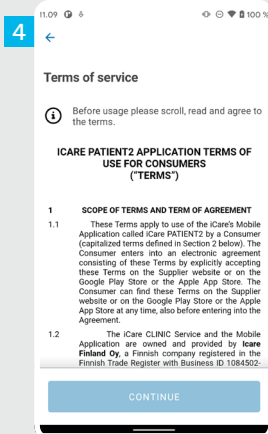 4
11.09 100 %
Terms of service
Before usage please scroll, read and agree to
the terms.
ICARE PATIENT2 APPLICATION TERMS OF
USE FOR CONSUMERS
("TERMS")
1 SCOPE OF TERMS AND TERM OF AGREEMENT
1.1 These Terms apply to use of the iCare's Mobile
Application called iCare PATIENT2 by a Consumer
(capitalized terms defined in Section 2 below). The
Consumer enters into an electronic agreement
consisting of these Terms by explicitly accepting
these Terms on the Supplier website or on the
Google Play Store or the Apple App Store. The
Consumer can find these Terms on the Supplier
website or on the Google Play Store or the Apple
App Store at any time, also before entering into the
Agreement.
1.2 The iCare CLINIC Service and the Mobile
Application are owned and provided by Icare
Finland Oy, a Finnish company registered in the
Finnish Trade Register with Business ID 1084502-
CONTINUE